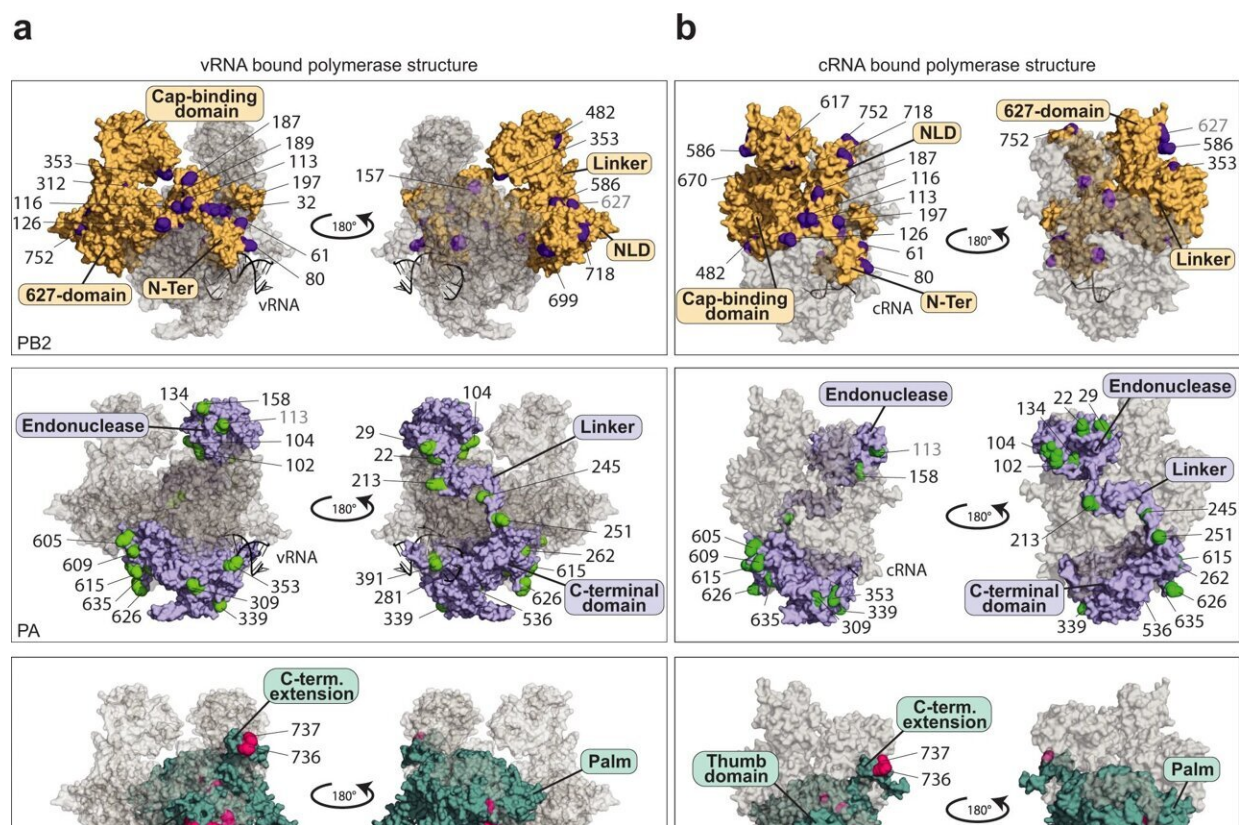 a
vRNA bound polymerase structure
Cap-binding
domain
187
189
113
197
32
353
312
116
126
752
61
80
627-domain
N-Ter
vRNA
PB2
180°
482
353
Linker
157
586
627
NLD
718
699
b
cRNA bound polymerase structure
617
752
718
NLD
187
116
113
197
126
61
80
586
670
482
Cap-binding
domain
cRNA
N-Ter
180°
627-domain
752
627
586
353
Linker
134
158
113
Endonuclease
104
102
605
609
615
635
626
vRNA
353
309
339
PA
180°
104
29
22
213
Linker
245
251
262
615
626
391
281
339
536
C-terminal
domain
Endonuclease
113
158
605
609
615
626
635
cRNA
353
339
309
180°
Endonuclease
22
29
134
104
102
Linker
213
245
251
615
262
626
635
C-terminal
domain
339
536
C-term.
extension
737
736
180°
Palm
C-term.
extension
Thumb
domain
737
736
180°
Palm